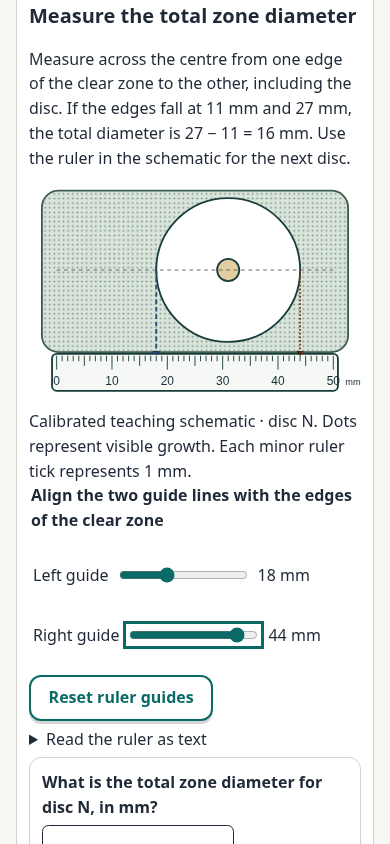 Measure the total zone diameter
Measure across the centre from one edge
of the clear zone to the other, including the
disc. If the edges fall at 11 mm and 27 mm,
the total diameter is 27 − 11 = 16 mm. Use
the ruler in the schematic for the next disc.
0 10 20 30 40 50 mm
Calibrated teaching schematic · disc N. Dots
represent visible growth. Each minor ruler
tick represents 1 mm.
Align the two guide lines with the edges
of the clear zone
Left guide 18 mm
Right guide 44 mm
Reset ruler guides
Read the ruler as text
What is the total zone diameter for
disc N, in mm?